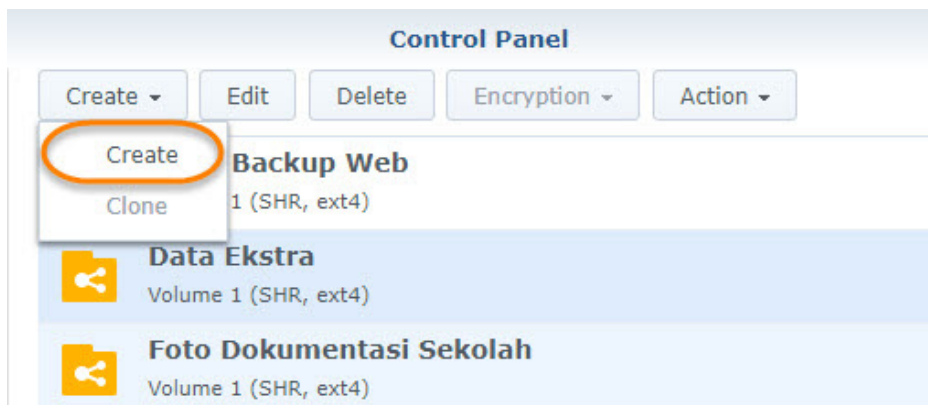 Control Panel
Create Edit Delete Encryption Action
Create
Backup Web
Clone
1 (SHR, ext4)
Data Ekstra
Volume 1 (SHR, ext4)
Foto Dokumentasi Sekolah
Volume 1 (SHR, ext4)